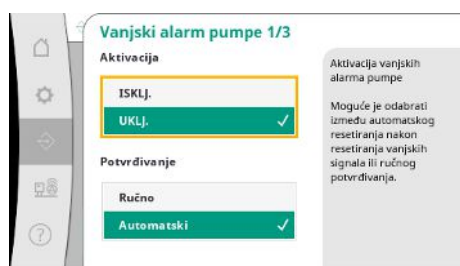 Vanjski alarm pumpe 1/3
Aktivacija
ISKLJ.
UKLJ.
Potvrđivanje
Ručno
Automatski
Aktivacija vanjskih
alarma pumpe
Moguće je odabrati
između automatskog
resetiranja nakon
resetiranja vanjskih
signala ili ručnog
potvrđivanja.
?